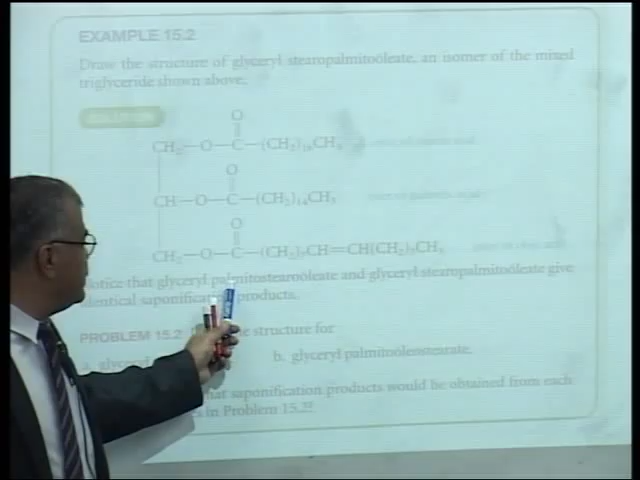 EXAMPLE 15.2
Draw the structure of glyceryl stearopalmitoöleate, an isomer of the mixed
triglyceride shown above.
SOLUTION
O
CH₂—O—C—(CH₂)₁₆CH₃
O
CH—O—C—(CH₂)₁₄CH₃
O
CH₂—O—C—(CH₂)₇CH=CH(CH₂)₇CH₃
Notice that glyceryl palmitostearoöleate and glyceryl stearopalmitoöleate give
identical saponification products.
PROBLEM 15.2 structure for
a. b. glyceryl palmitoöleostearate.
that saponification products would be obtained from each
in Problem 15.2?